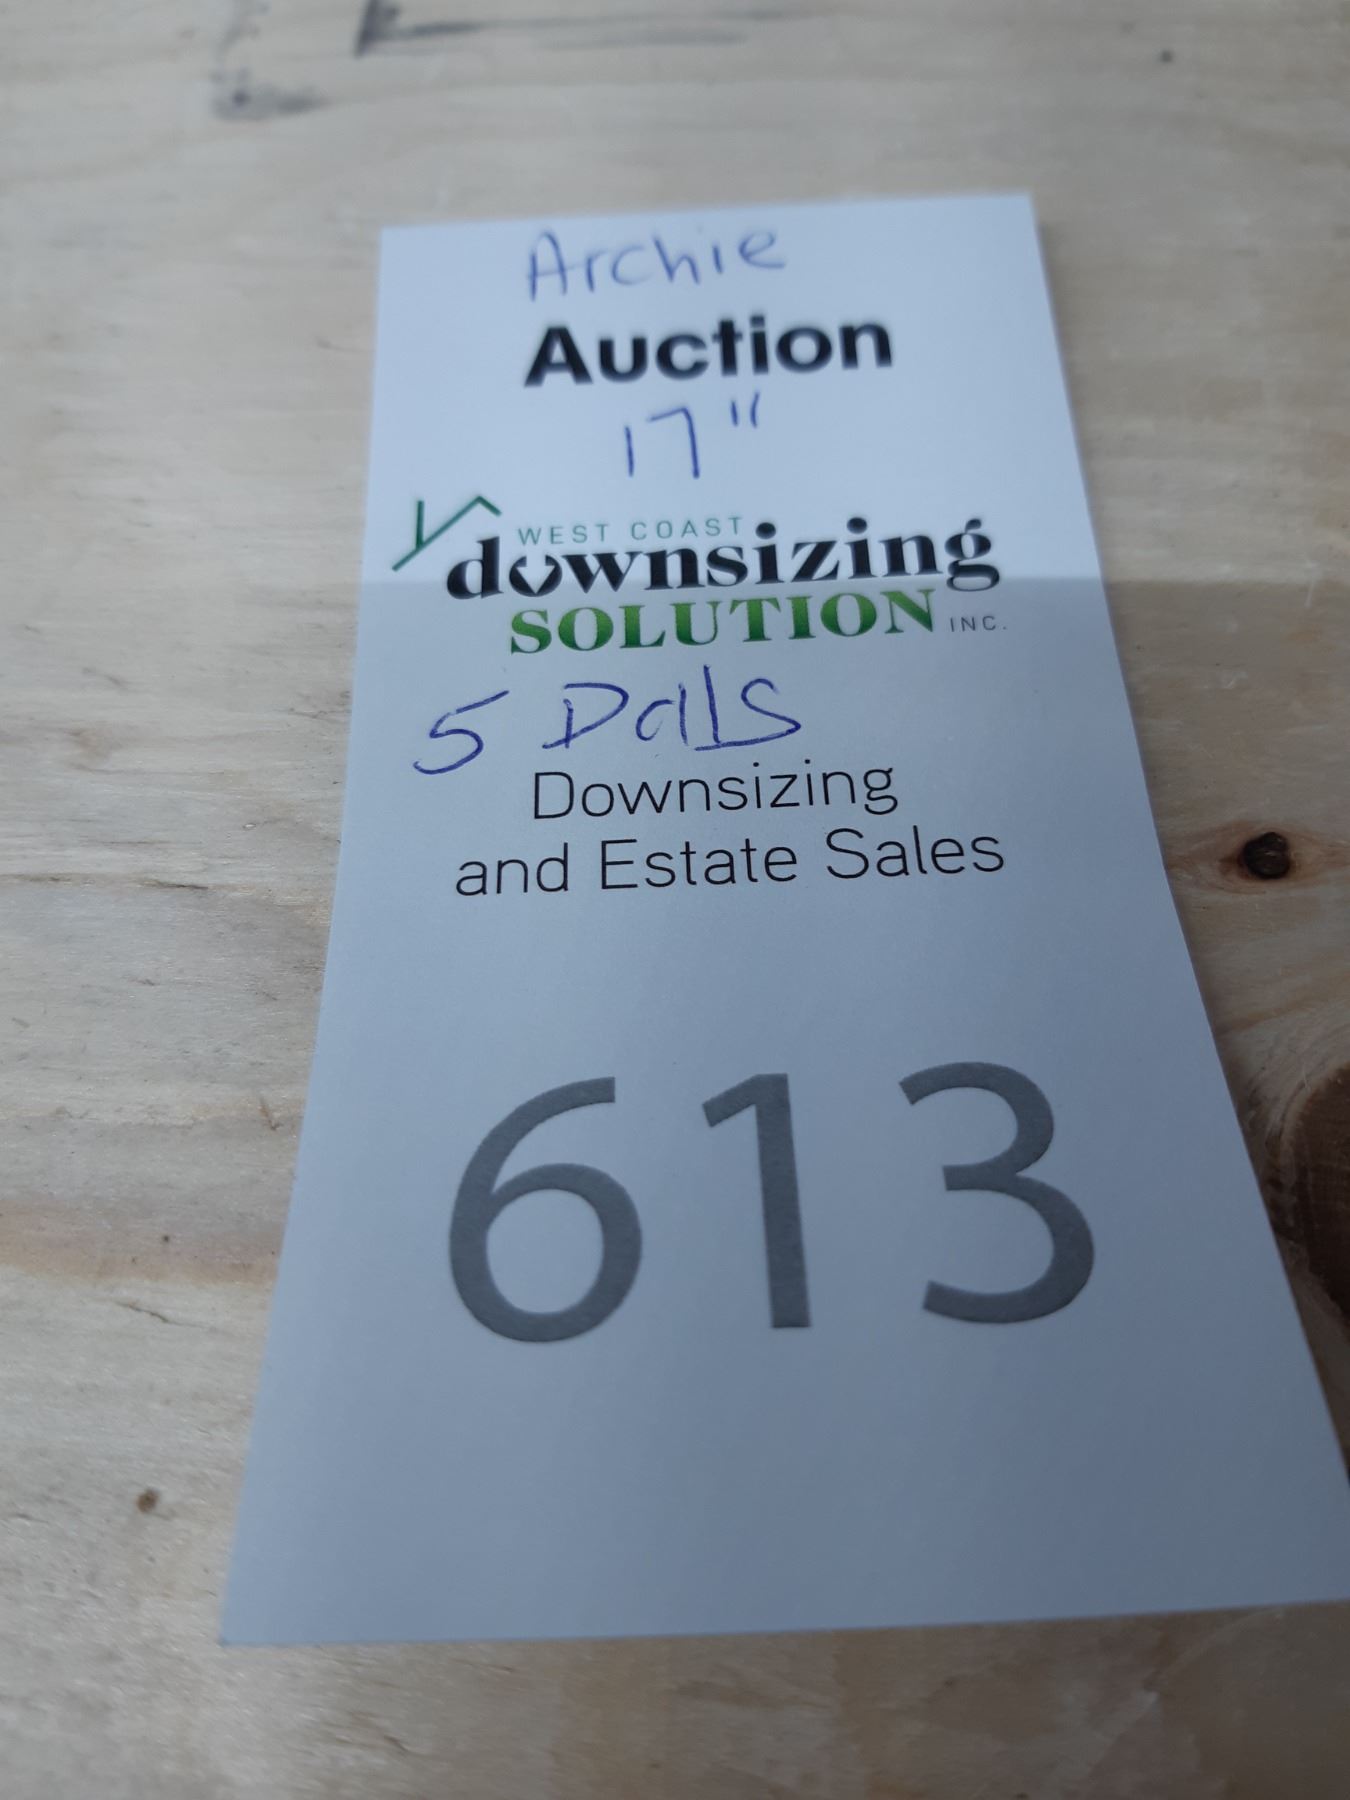 Archie
Auction
17"
WEST COAST
downsizing
SOLUTION INC.
5 Dolls
Downsizing
and Estate Sales
613